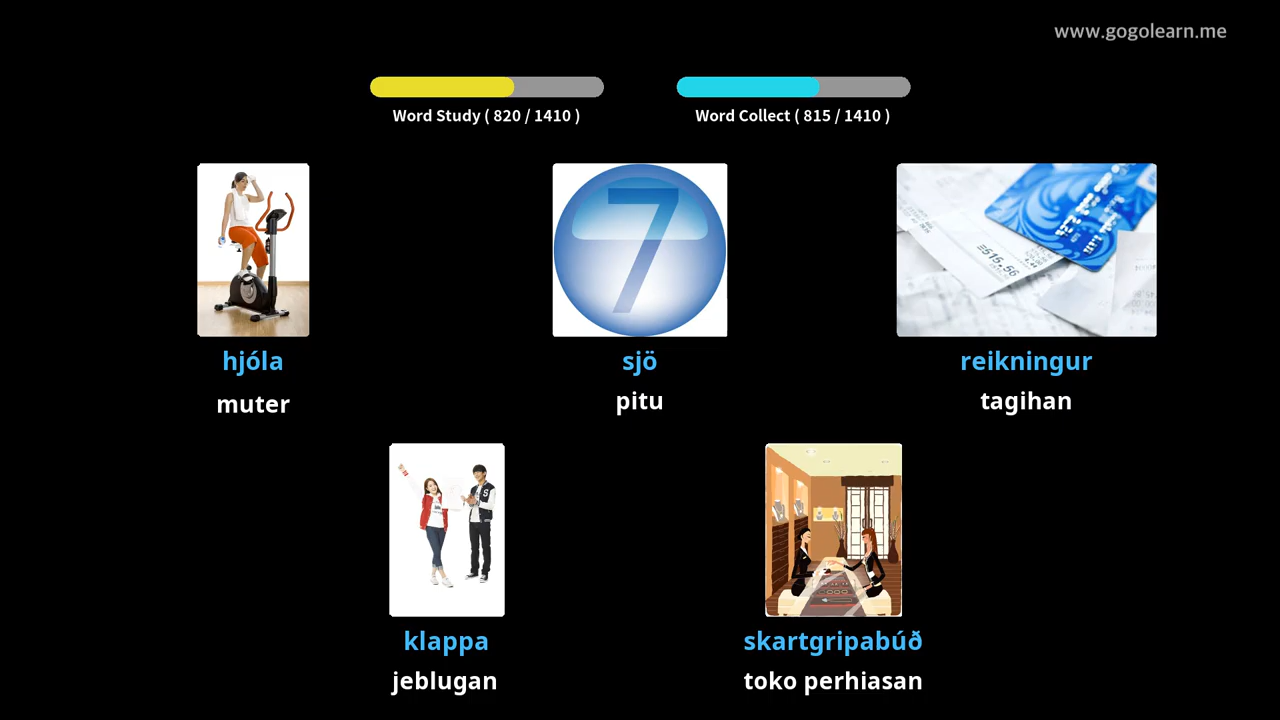 www.gogolearn.me
Word Study ( 820 / 1410 )
Word Collect ( 815 / 1410 )
7
hjóla
sjö
reikningur
muter
pitu
tagihan
klappa
skartgripabúð
jeblugan
toko perhiasan